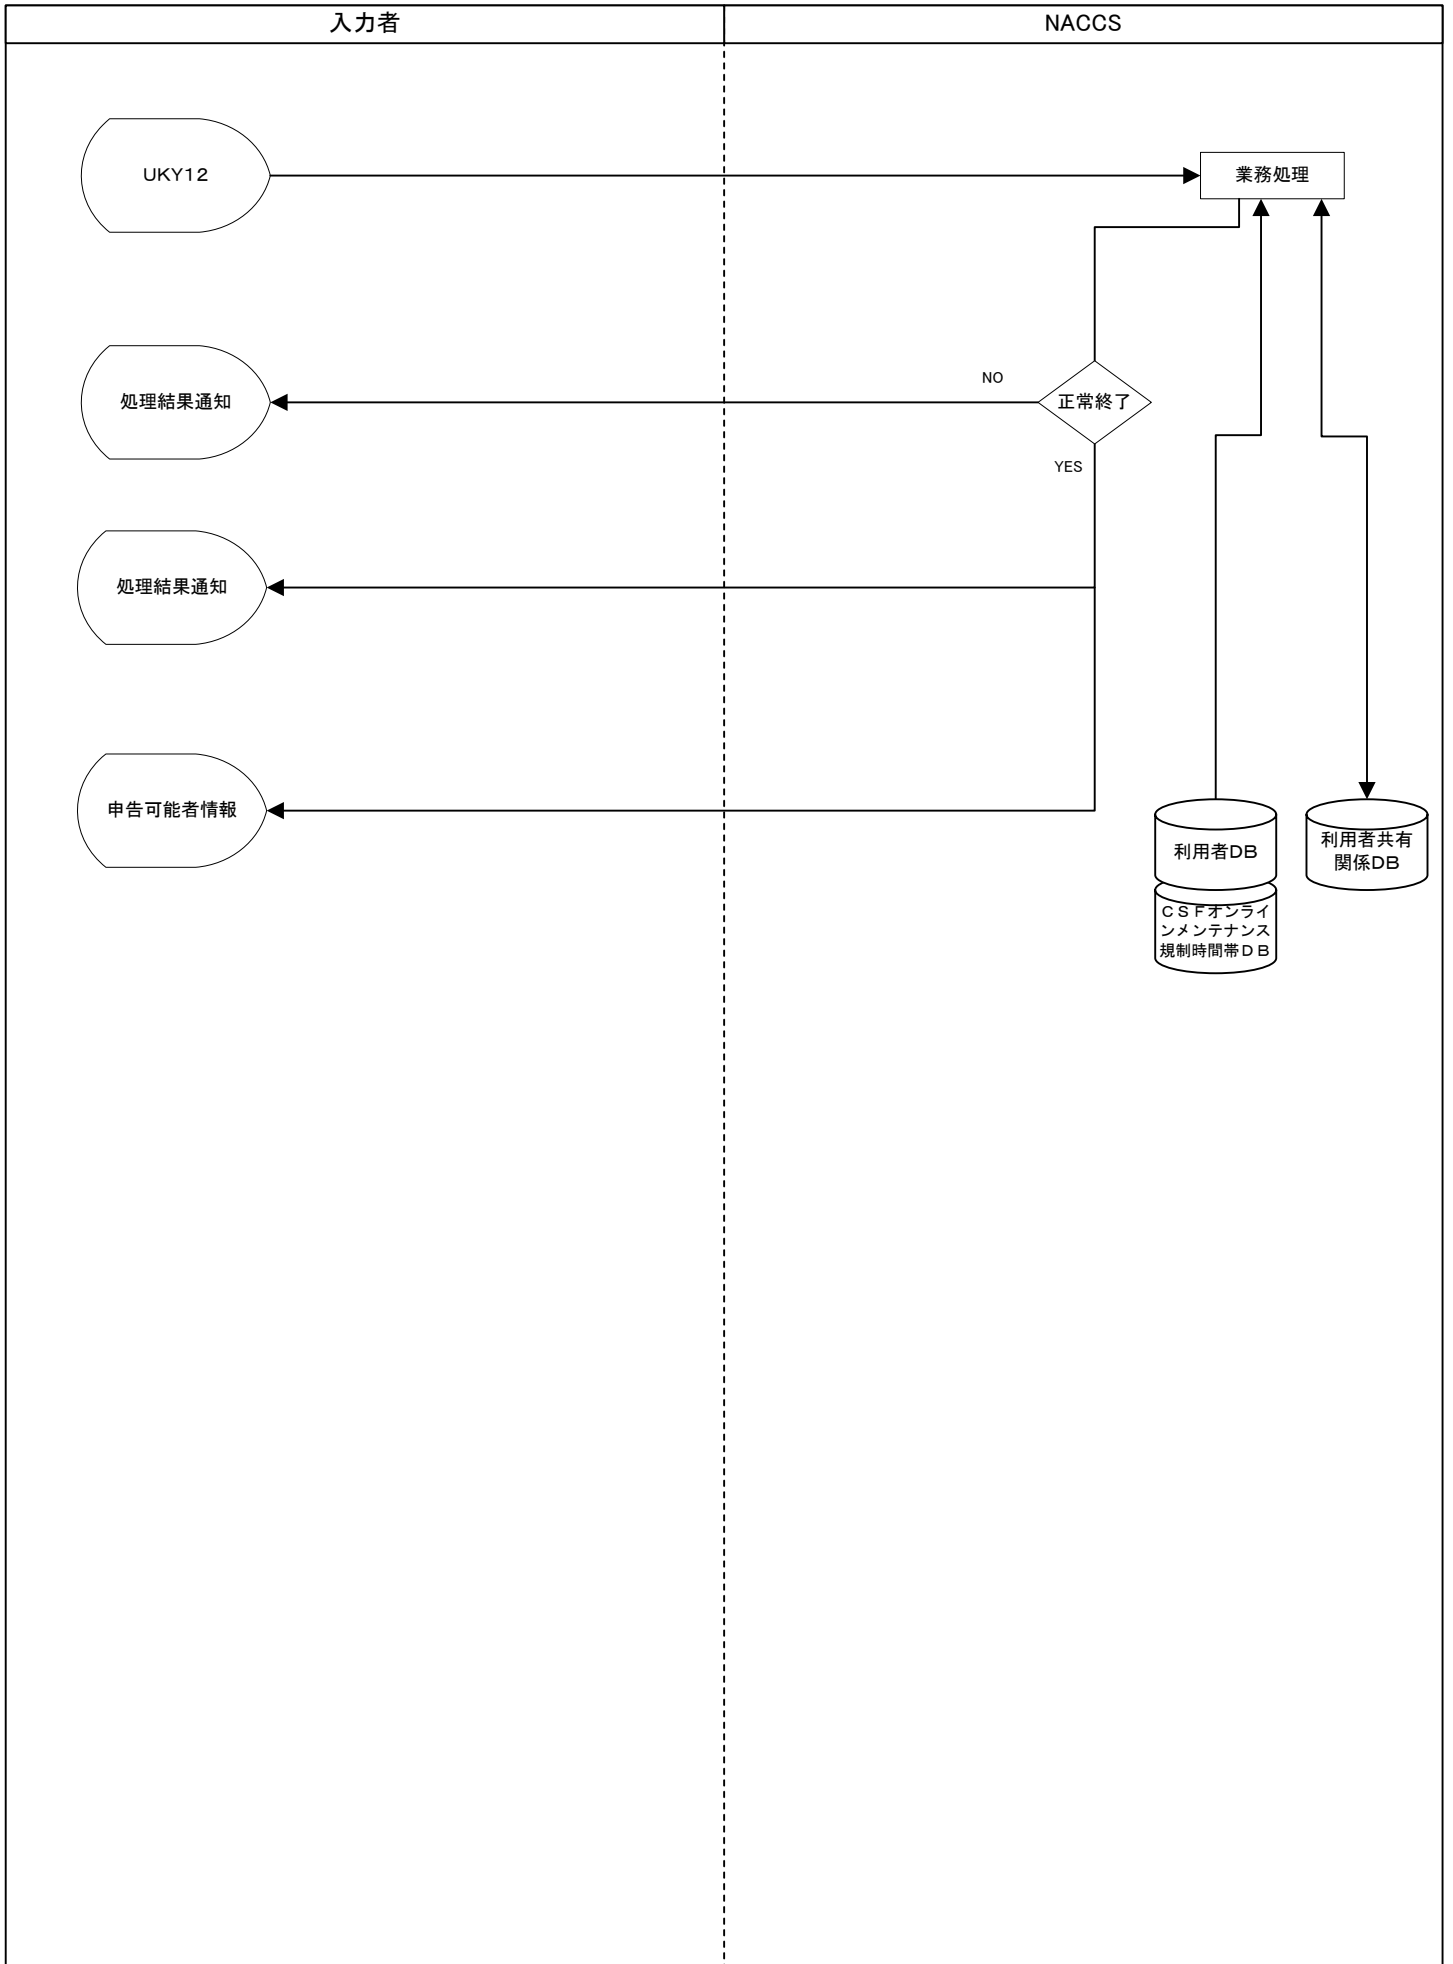 入力者
NACCS
UKY12
業務処理
NO
処理結果通知
正常終了
YES
処理結果通知
申告可能者情報
利用者DB
利用者共有
関係DB
ＣＳＦオンライ
ンメンテナンス
規制時間帯ＤＢ